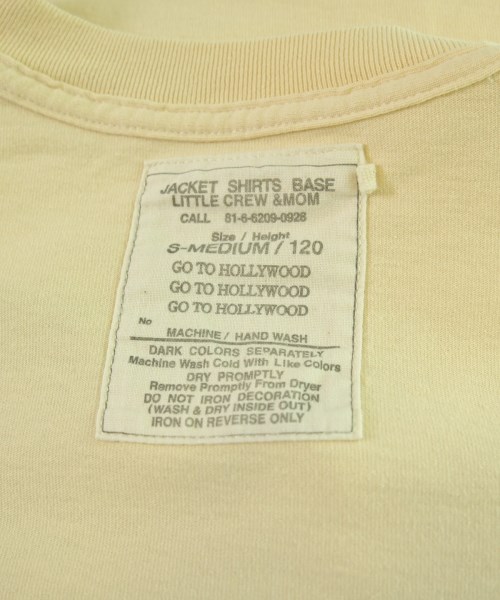 JACKET SHIRTS BASE
LITTLE CREW &MOM
CALL 81-6-6209-0928
Size / Height
S-MEDIUM / 120
GO TO HOLLYWOOD
GO TO HOLLYWOOD
GO TO HOLLYWOOD
No
MACHINE / HAND WASH
DARK COLORS SEPARATELY
Machine Wash Cold With Like Colors
DRY PROMPTLY
Remove Promptly From Dryer
DO NOT IRON DECORATION
(WASH & DRY INSIDE OUT)
IRON ON REVERSE ONLY